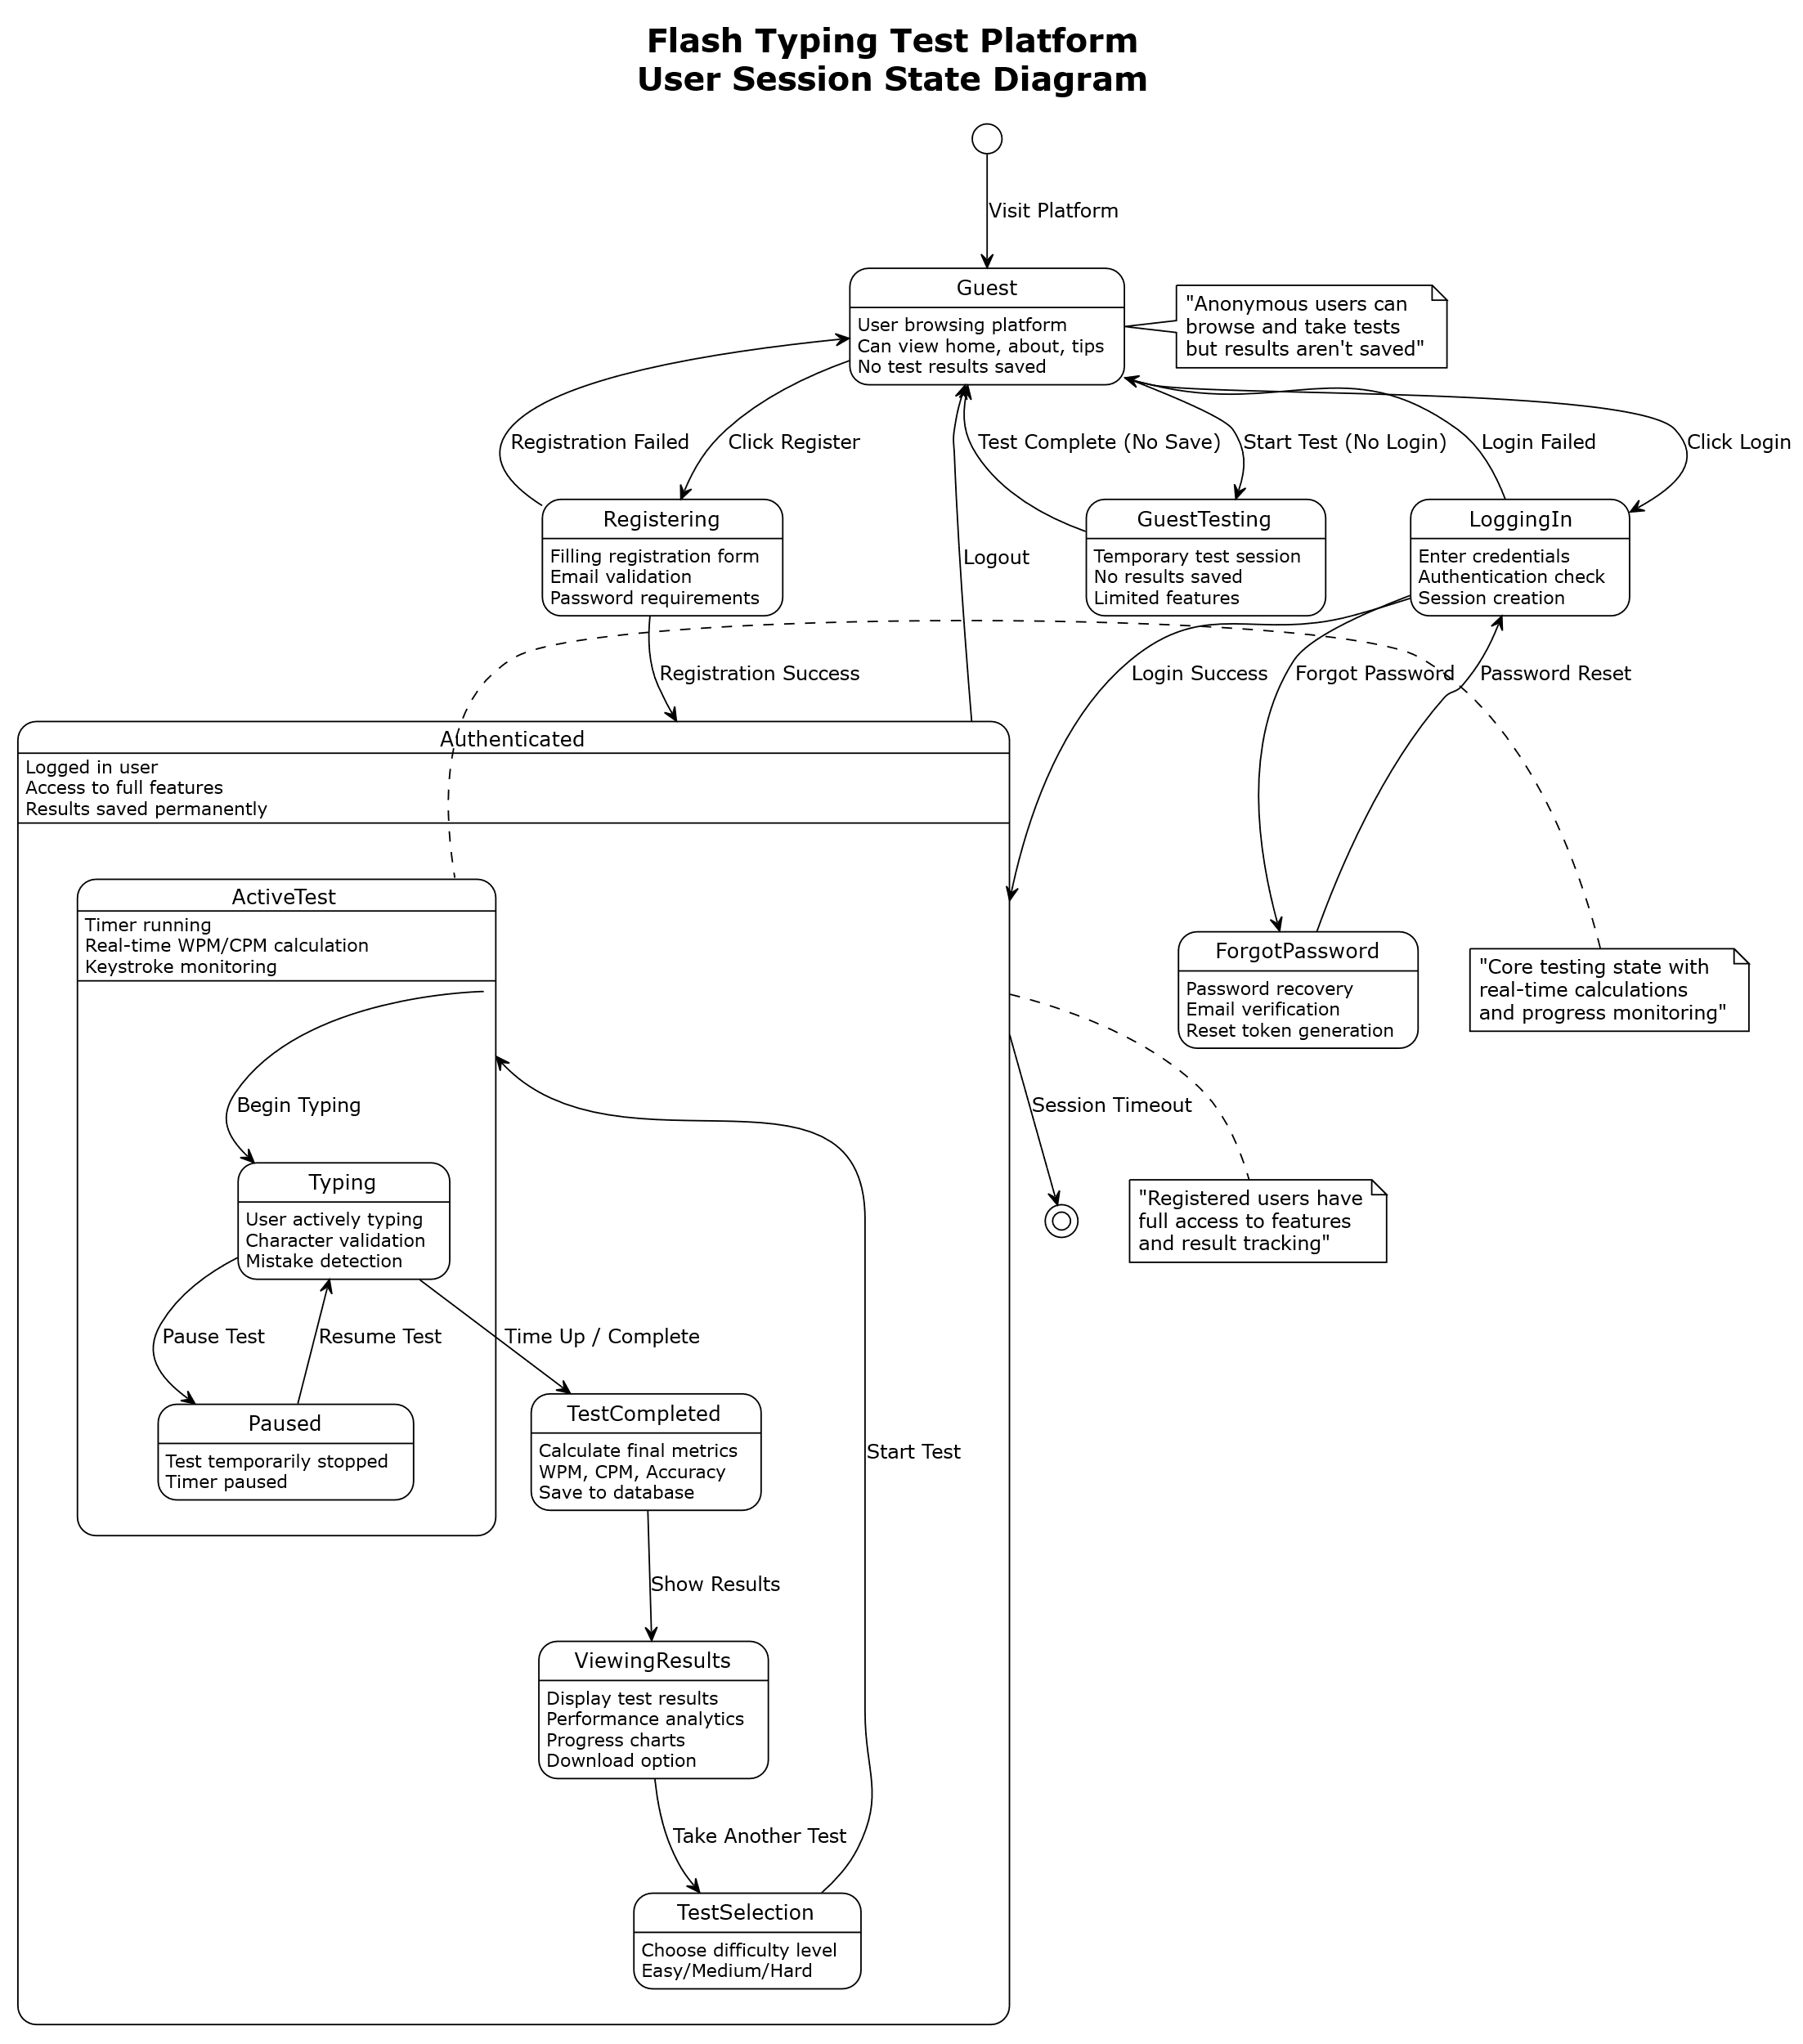 Flash Typing Test Platform
User Session State Diagram
Visit Platform
Guest
User browsing platform
Can view home, about, tips
No test results saved
"Anonymous users can
browse and take tests
but results aren't saved"
Registration Failed
Click Register
Test Complete (No Save)
Start Test (No Login)
Login Failed
Click Login
Registering
Filling registration form
Email validation
Password requirements
Logout
GuestTesting
Temporary test session
No results saved
Limited features
LoggingIn
Enter credentials
Authentication check
Session creation
Registration Success
Login Success
Forgot Password
Password Reset
Authenticated
Logged in user
Access to full features
Results saved permanently
ActiveTest
Timer running
Real-time WPM/CPM calculation
Keystroke monitoring
ForgotPassword
Password recovery
Email verification
Reset token generation
"Core testing state with
real-time calculations
and progress monitoring"
Begin Typing
Session Timeout
Typing
User actively typing
Character validation
Mistake detection
"Registered users have
full access to features
and result tracking"
Pause Test
Resume Test
Time Up / Complete
Paused
Test temporarily stopped
Timer paused
TestCompleted
Calculate final metrics
WPM, CPM, Accuracy
Save to database
Start Test
Show Results
ViewingResults
Display test results
Performance analytics
Progress charts
Download option
Take Another Test
TestSelection
Choose difficulty level
Easy/Medium/Hard